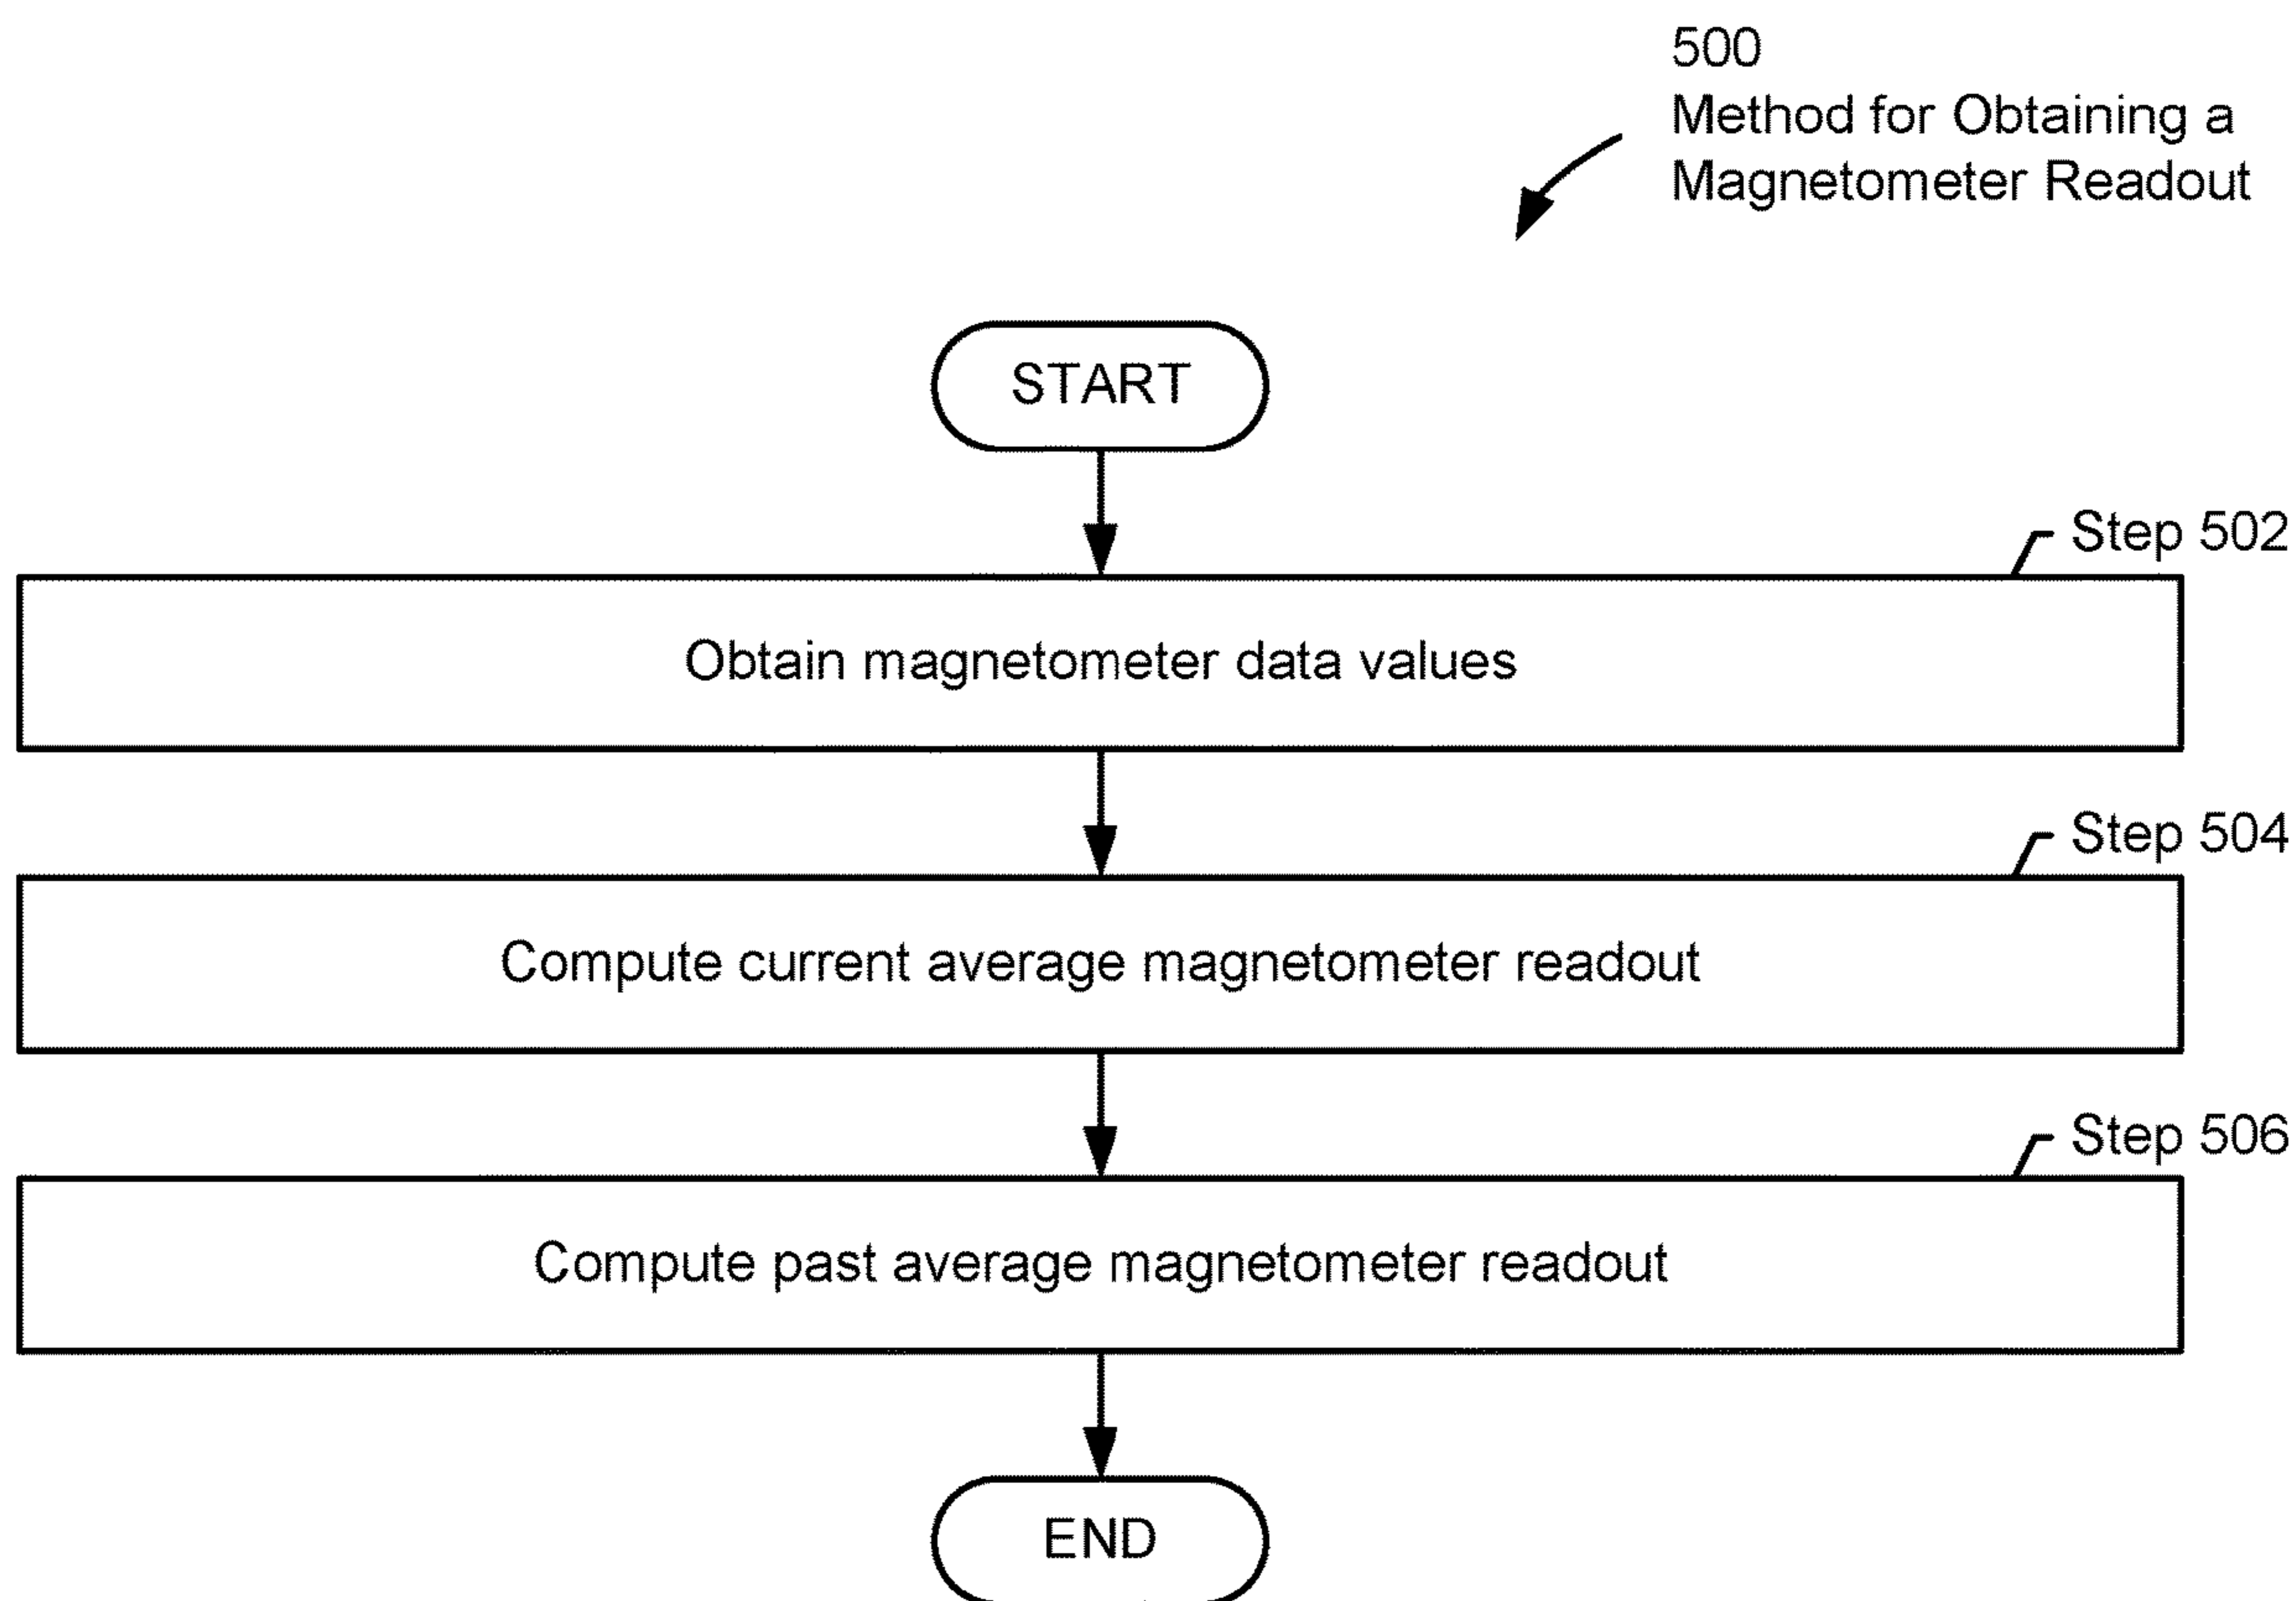 500
Method for Obtaining a
Magnetometer Readout
START
Step 502
Obtain magnetometer data values
Step 504
Compute current average magnetometer readout
Step 506
Compute past average magnetometer readout
END